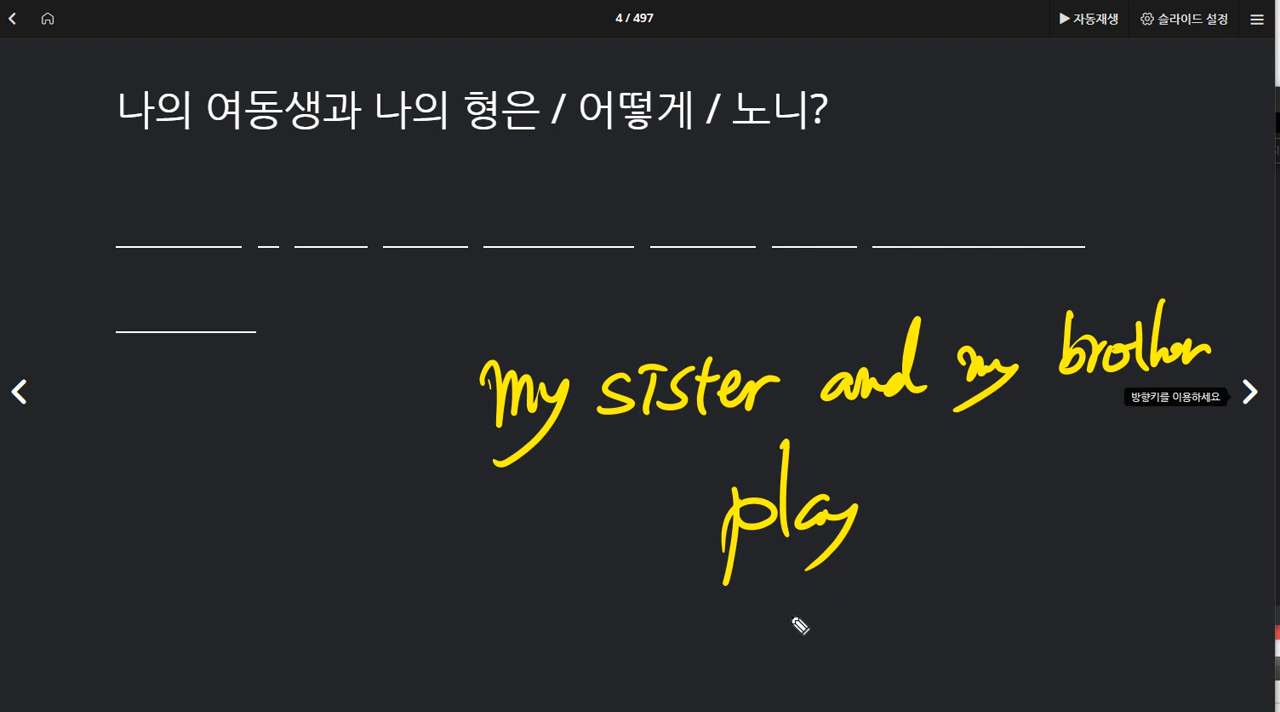 4 / 497
▶ 자동재생
슬라이드 설정
나의 여동생과 나의 형은 / 어떻게 / 노니?
my sister and my brother
방향키를 이용하세요
play